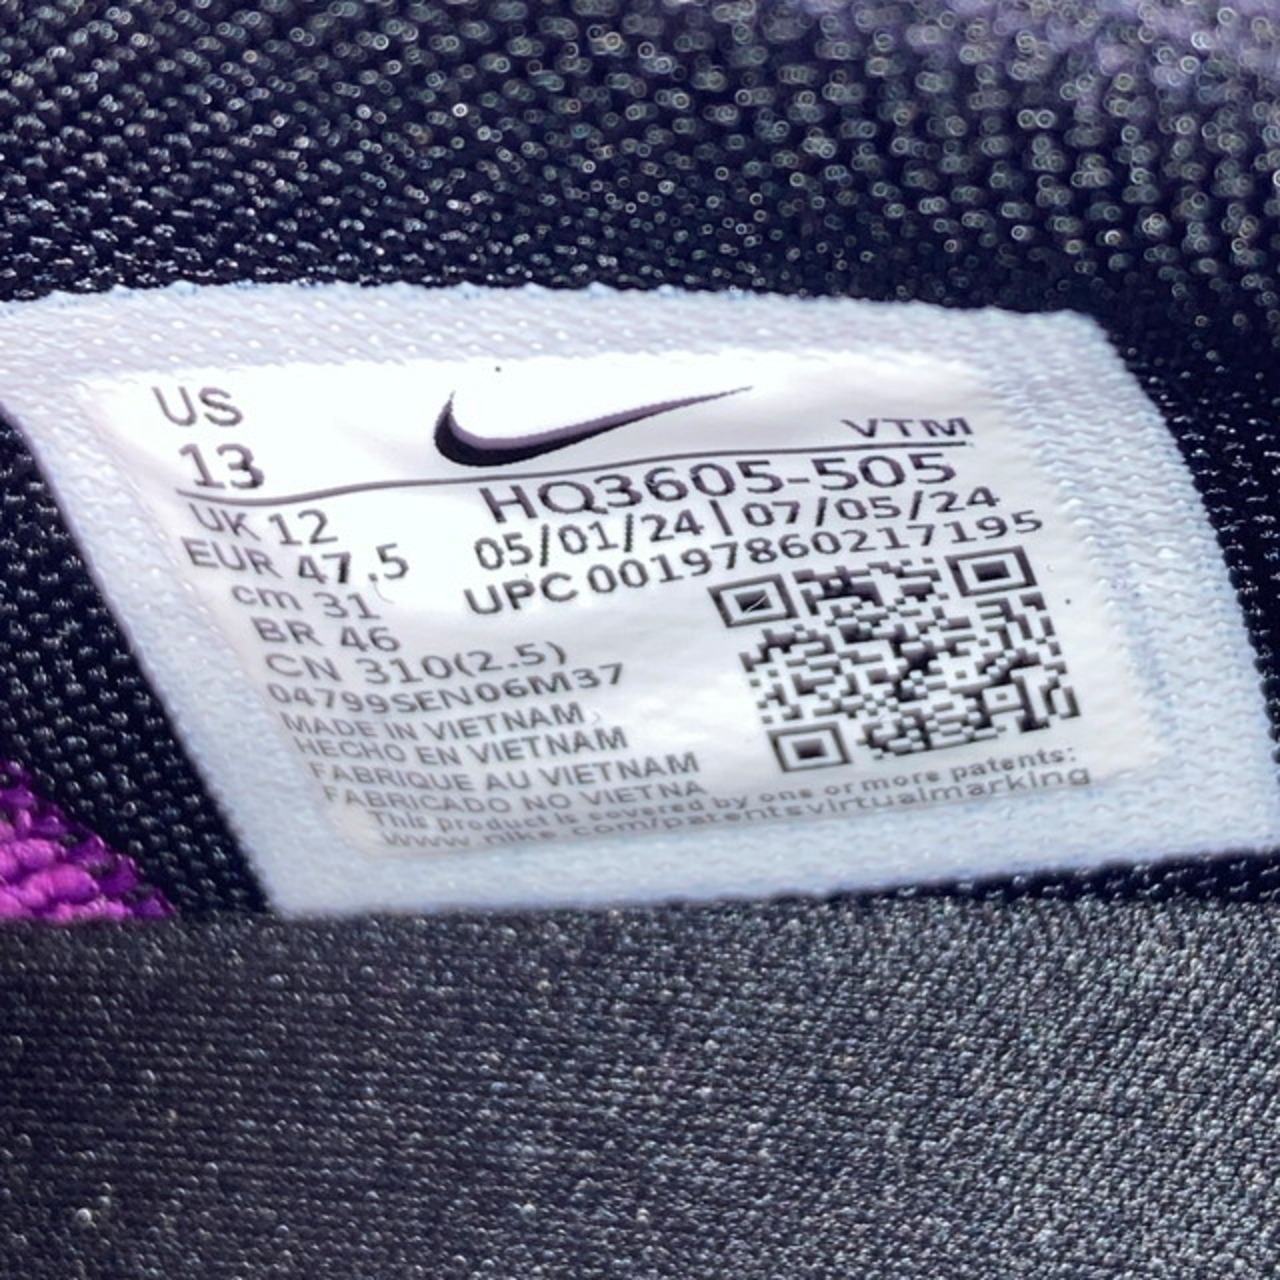 US
13
VTM
HQ3605-505
UK 12
05/01/24 | 07/05/24
EUR 47.5
UPC 00197860217195
cm 31
BR 46
CN 310(2.5)
04799SEN06M37
MADE IN VIETNAM
HECHO EN VIETNAM
FABRIQUE AU VIETNAM
FABRICADO NO VIETNA
This product is covered by one or more patents:
www.nike.com/patentsvirtualmarking